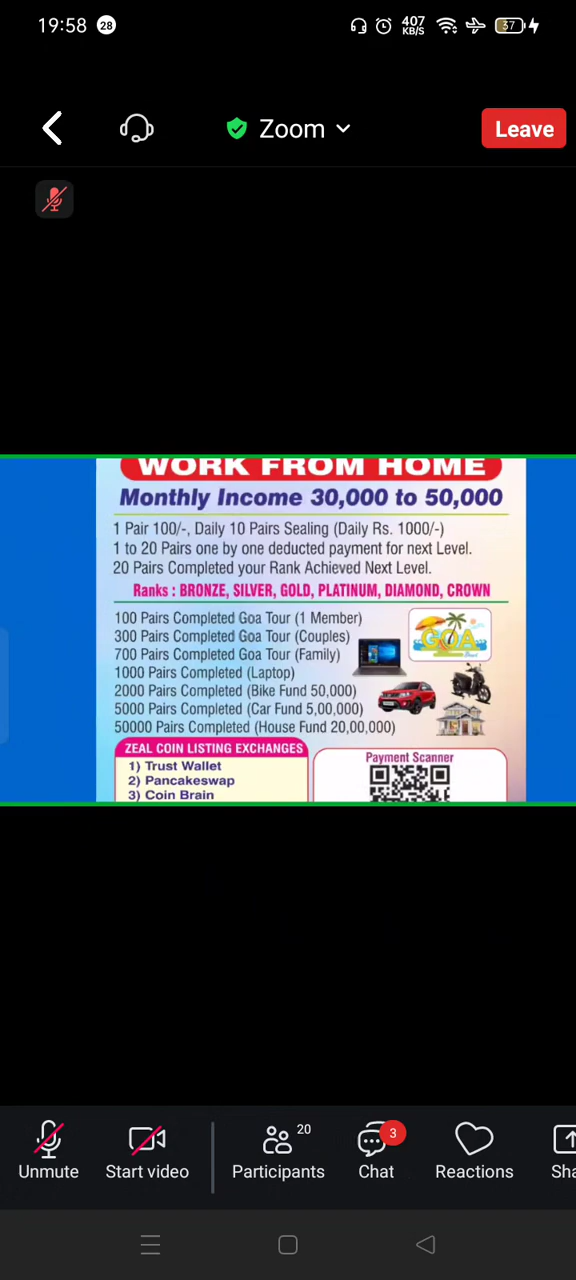 19:58 28 407 KB/S 37
Zoom Leave
WORK FROM HOME
Monthly Income 30,000 to 50,000
1 Pair 100/-, Daily 10 Pairs Sealing (Daily Rs. 1000/-)
1 to 20 Pairs one by one deducted payment for next Level.
20 Pairs Completed your Rank Achieved Next Level.
Ranks : BRONZE, SILVER, GOLD, PLATINUM, DIAMOND, CROWN
100 Pairs Completed Goa Tour (1 Member)
300 Pairs Completed Goa Tour (Couples)
700 Pairs Completed Goa Tour (Family)
1000 Pairs Completed (Laptop)
2000 Pairs Completed (Bike Fund 50,000)
5000 Pairs Completed (Car Fund 5,00,000)
50000 Pairs Completed (House Fund 20,00,000)
GOA
ZEAL COIN LISTING EXCHANGES
1) Trust Wallet
2) Pancakeswap
3) Coin Brain
Payment Scanner
20 3
Unmute Start video Participants Chat Reactions Sha